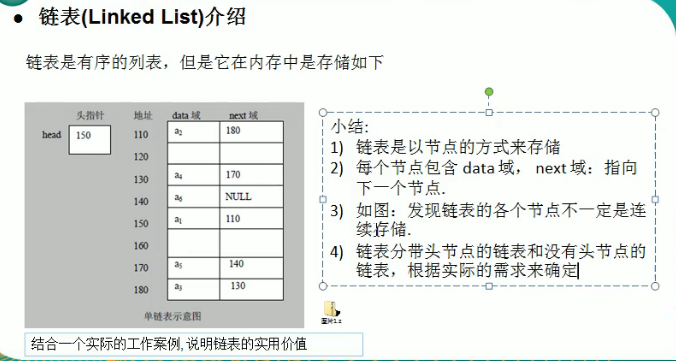 ● 链表(Linked List)介绍
链表是有序的列表，但是它在内存中是存储如下
头指针 地址 data 域 next 域
head 150 110 a₂ 180
120
130 a₄ 170
140 a₆ NULL
150 a₁ 110
160
170 a₅ 140
180 a₃ 130
单链表示意图
小结:
1) 链表是以节点的方式来存储
2) 每个节点包含 data 域， next 域：指向
下一个节点.
3) 如图：发现链表的各个节点不一定是连
续存储.
4) 链表分带头节点的链表和没有头节点的
链表，根据实际的需求来确定
结合一个实际的工作案例, 说明链表的实用价值